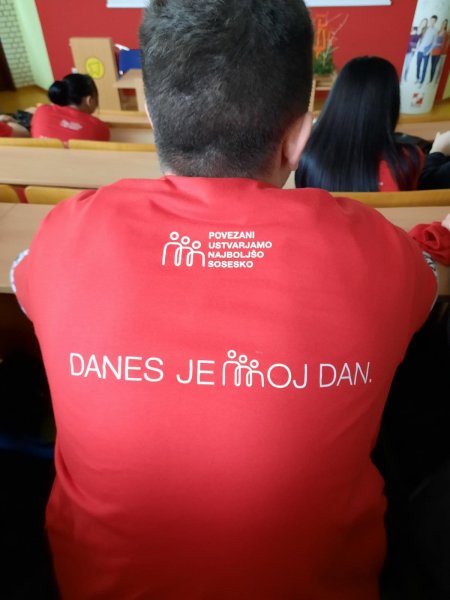 POVEZANI
USTVARJAMO
NAJBOLJŠO
SOSESKO
DANES JE MOJ DAN.